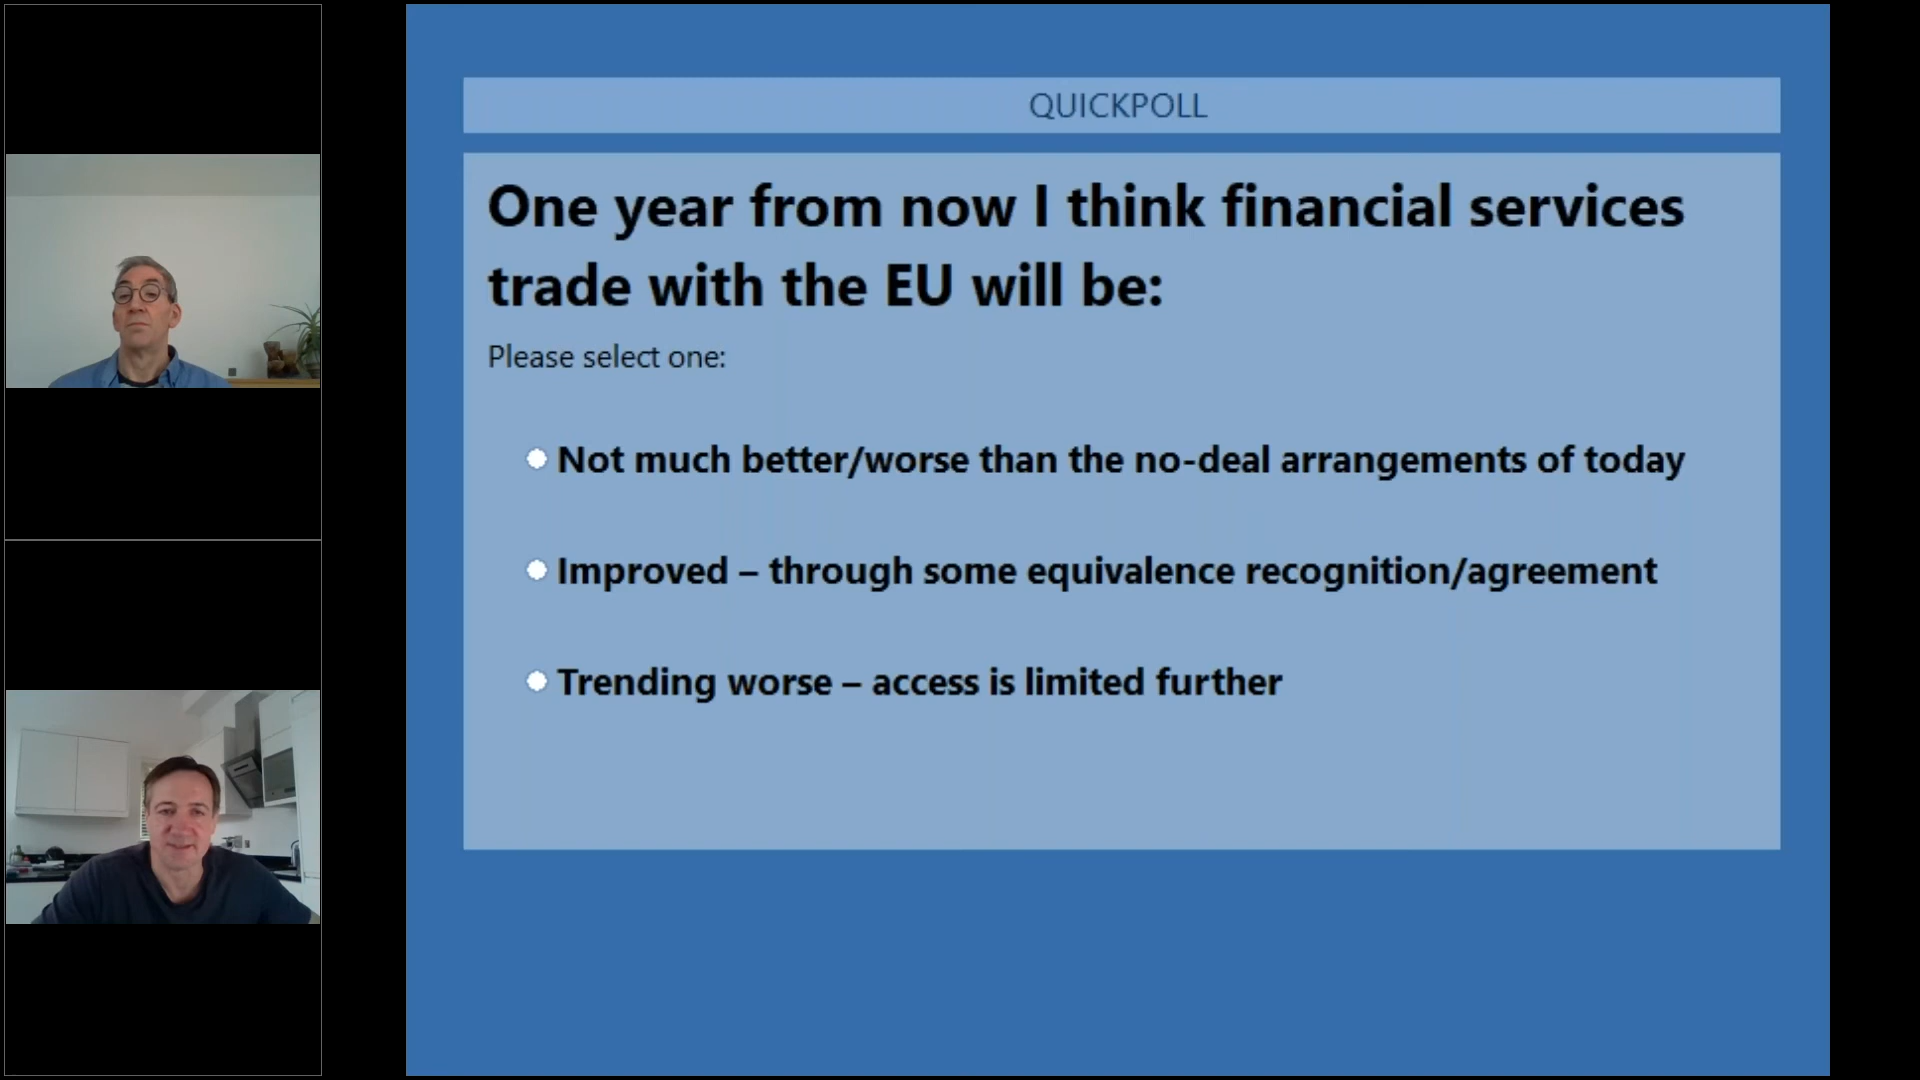 QUICKPOLL
One year from now I think financial services
trade with the EU will be:
Please select one:
Not much better/worse than the no-deal arrangements of today
Improved – through some equivalence recognition/agreement
Trending worse – access is limited further